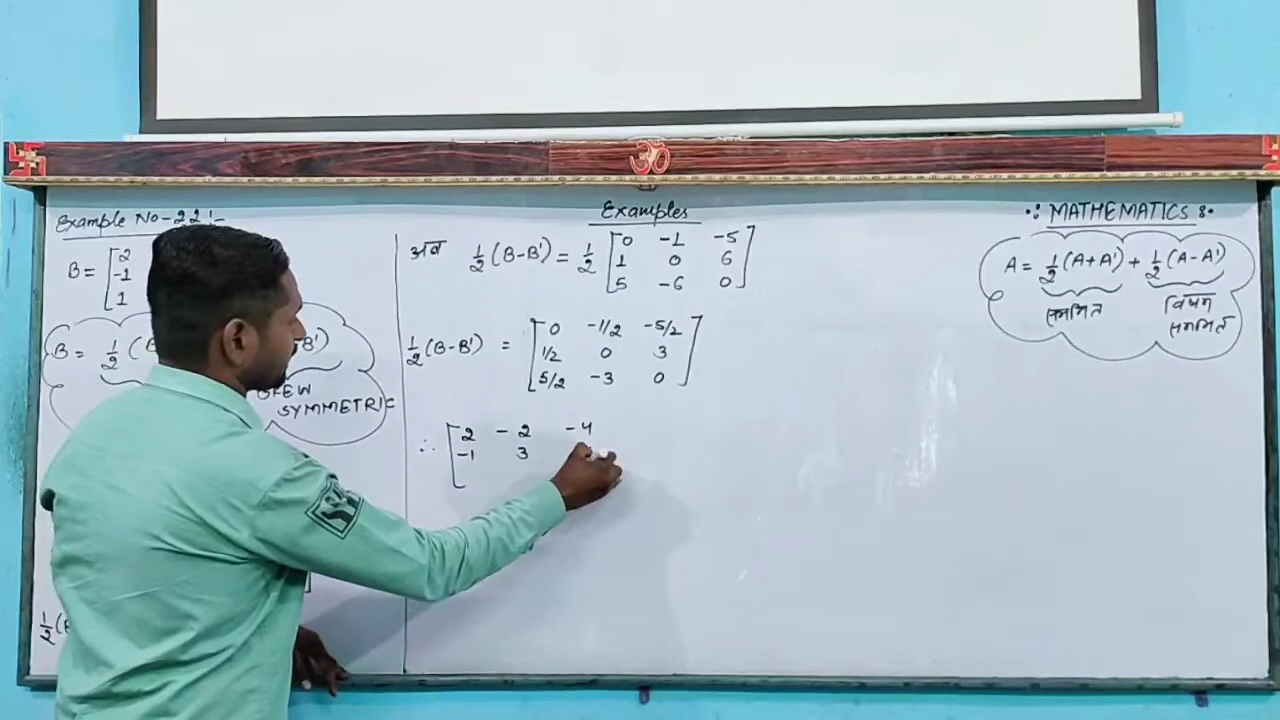 Examples
Example No-22:-
B = [2
-1
1
B = 1/2 (B
B')
SKEW
SYMMETRIC
1/2 (B
अब 1/2 (B-B') = 1/2 [0 -1 -5
1 0 6
5 -6 0]
1/2 (B-B') = [0 -1/2 -5/2
1/2 0 3
5/2 -3 0]
∴ [2 -2 -4
-1 3
·: MATHEMATICS :·
A = 1/2 (A+A') + 1/2 (A-A')
सममित
विषम
सममित